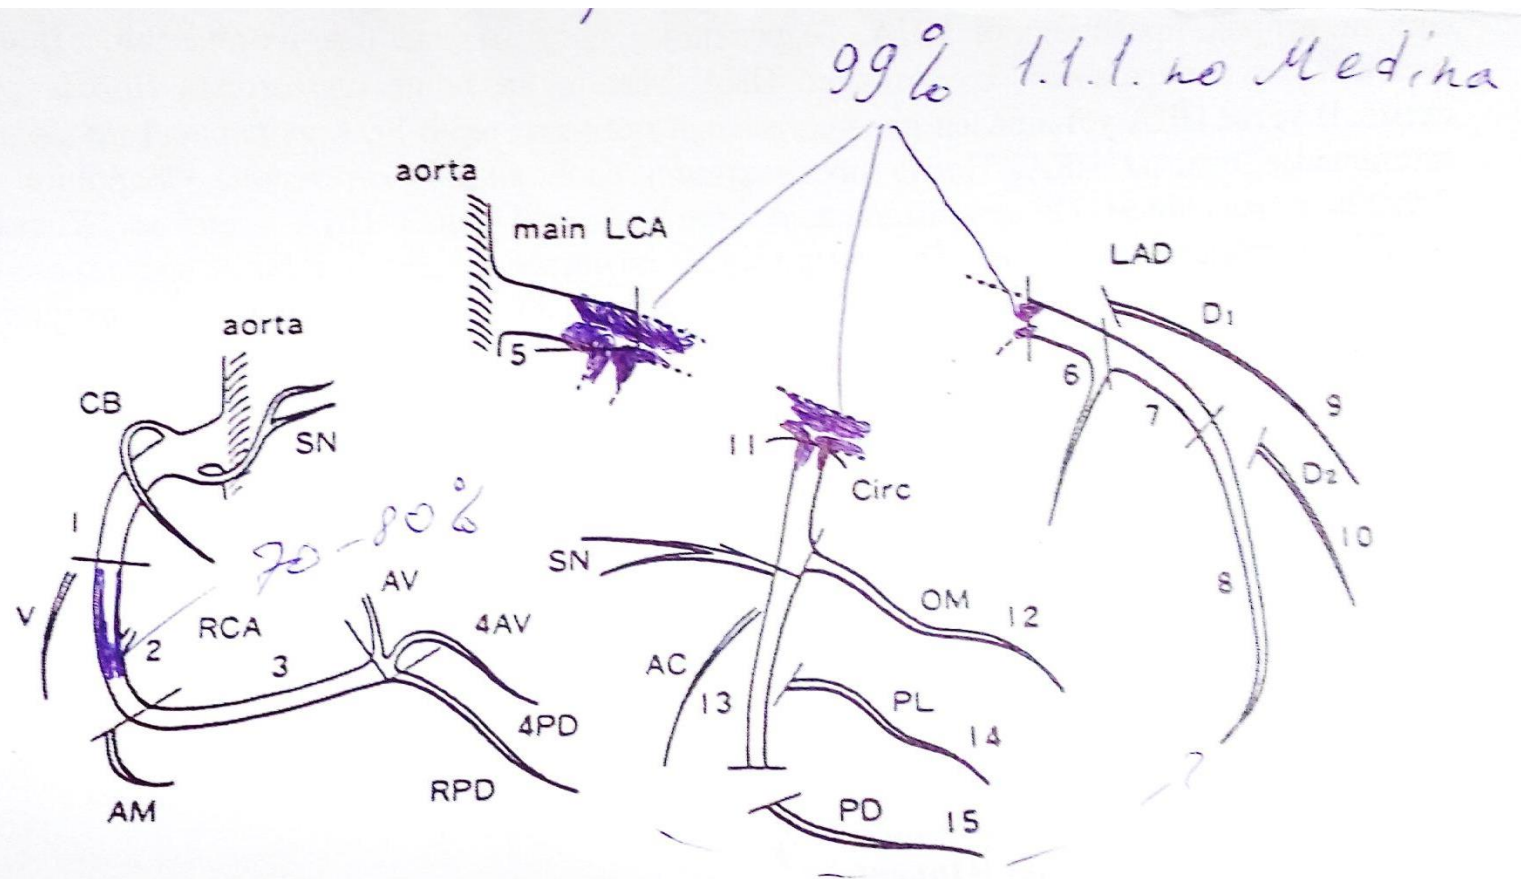 99% 1.1.1. по Medina
aorta
main LCA
LAD
5
D1
6
7
9
D2
10
8
aorta
CB
SN
1
70-80%
V
RCA
2
3
AV
4AV
4PD
RPD
AM
11
Circ
SN
OM 12
AC
13
PL
14
PD 15
?